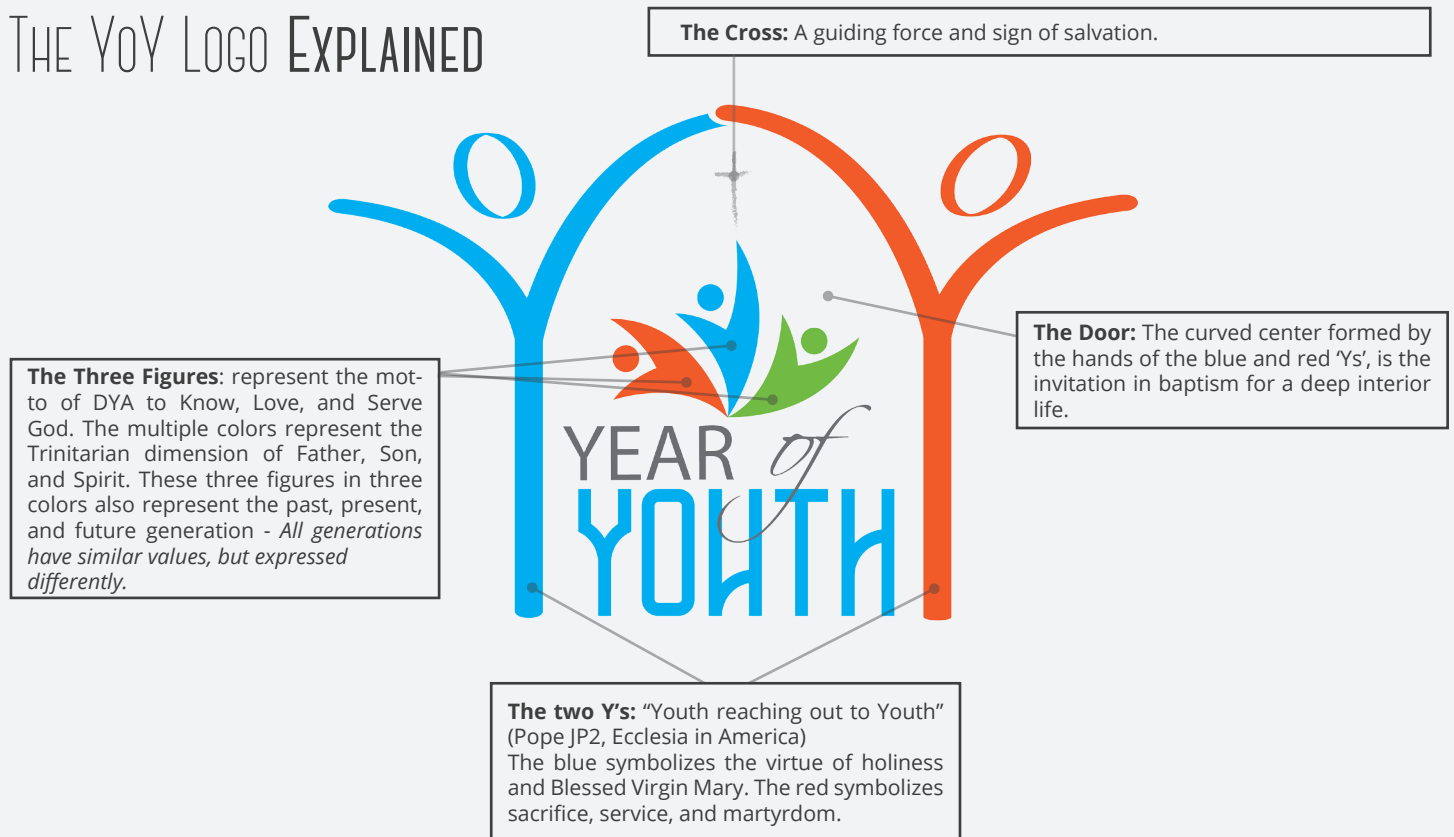 THE YOY LOGO EXPLAINED
The Cross: A guiding force and sign of salvation.
The Door: The curved center formed by
the hands of the blue and red ‘Ys’, is the
invitation in baptism for a deep interior
life.
The Three Figures: represent the mot-
to of DYA to Know, Love, and Serve
God. The multiple colors represent the
Trinitarian dimension of Father, Son,
and Spirit. These three figures in three
colors also represent the past, present,
and future generation - All generations
have similar values, but expressed
differently.
YEAR of
YOUTH
The two Y’s: “Youth reaching out to Youth”
(Pope JP2, Ecclesia in America)
The blue symbolizes the virtue of holiness
and Blessed Virgin Mary. The red symbolizes
sacrifice, service, and martyrdom.